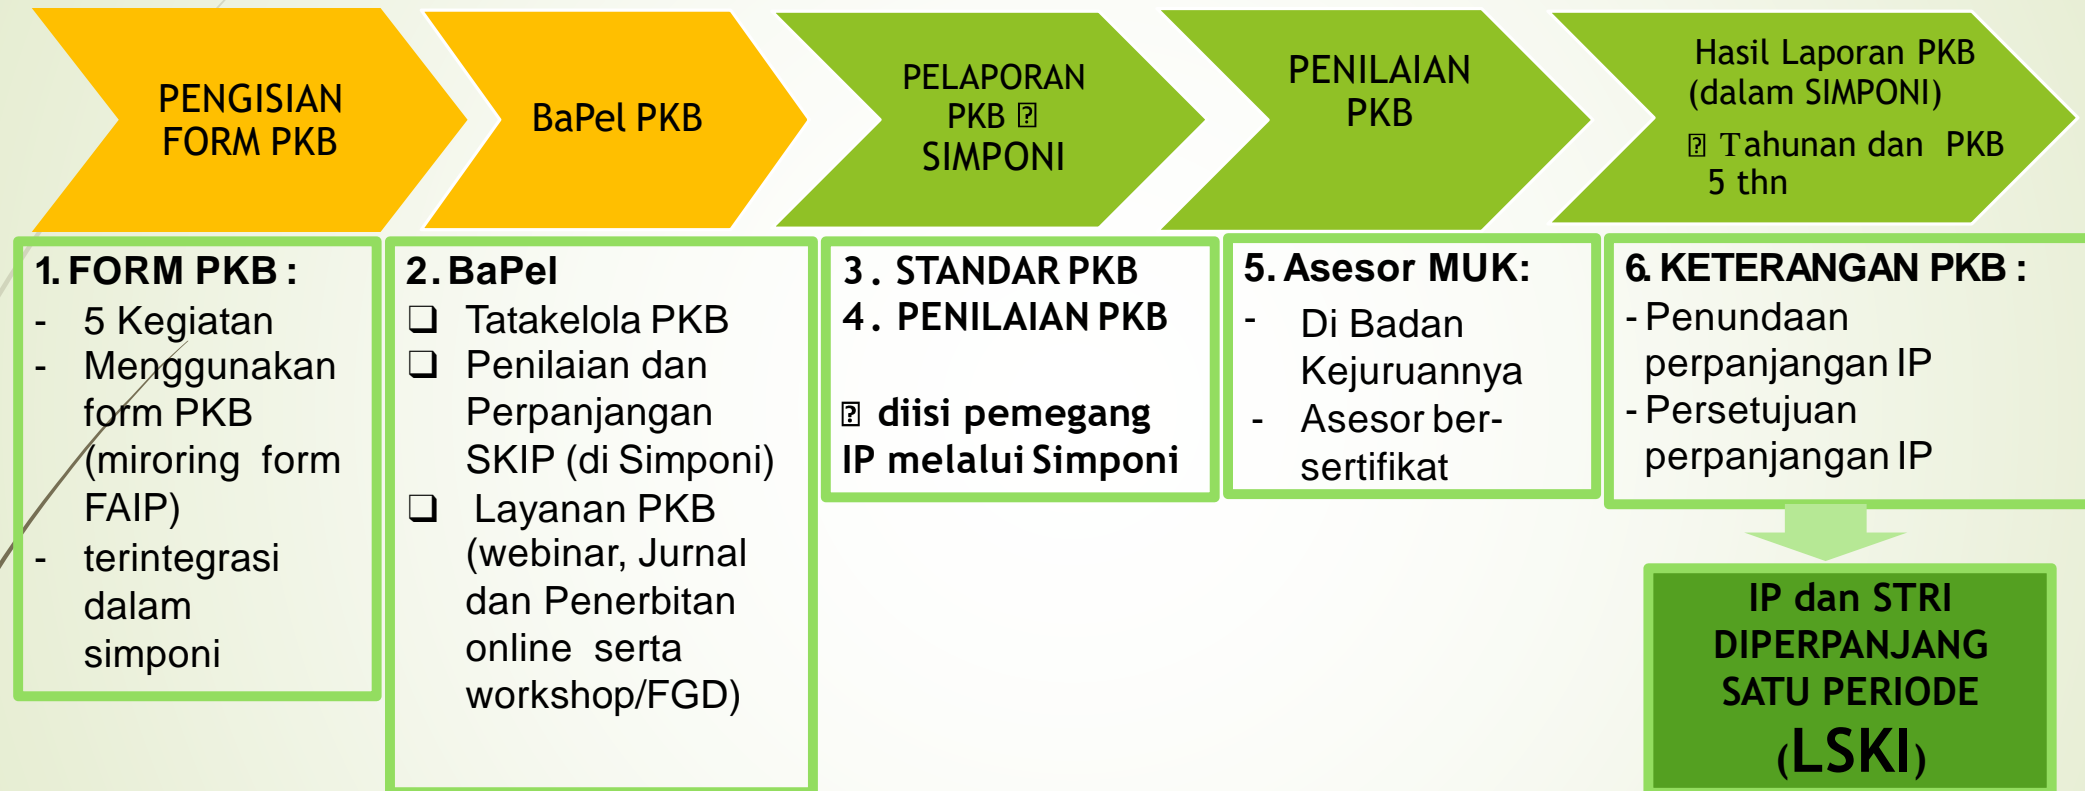 PENGISIAN
FORM PKB
BaPel PKB
PELAPORAN
PKB
SIMPONI
PENILAIAN
PKB
Hasil Laporan PKB
(dalam SIMPONI)
Tahunan dan PKB
5 thn
1. FORM PKB :
- 5 Kegiatan
- Menggunakan
form PKB
(miroring form
FAIP)
- terintegrasi
dalam
simponi
2. BaPel
❑ Tatakelola PKB
❑ Penilaian dan
Perpanjangan
SKIP (di Simponi)
❑ Layanan PKB
(webinar, Jurnal
dan Penerbitan
online serta
workshop/FGD)
3. STANDAR PKB
4. PENILAIAN PKB
diisi pemegang
IP melalui Simponi
5. Asesor MUK:
- Di Badan
Kejuruannya
- Asesor ber-
sertifikat
6. KETERANGAN PKB :
- Penundaan
perpanjangan IP
- Persetujuan
perpanjangan IP
IP dan STRI
DIPERPANJANG
SATU PERIODE
(LSKI)